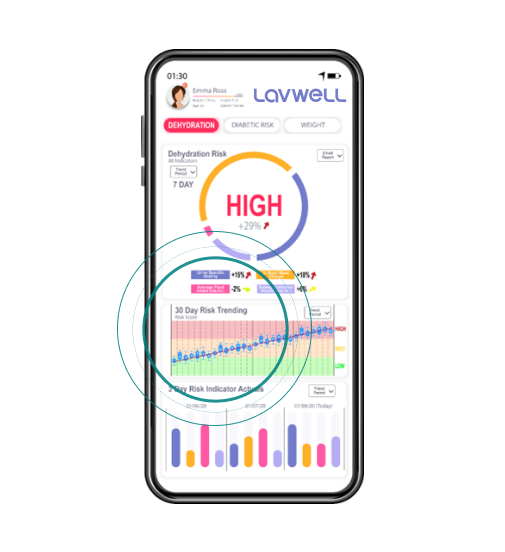 01:30
Emma Ross
LavWell
DEHYDRATION
DIABETIC RISK
WEIGHT
Dehydration Risk
All Indicators
Email
Report
Trend
Period
7 DAY
HIGH
+29%
+15%
+18%
-2%
+0%
30 Day Risk Trending
Risk Score
Trend
Period
HIGH
MED
LOW
Day Risk Indicator Actuals
Trend
Period
01/06/20
01/07/20
01/08/20 (Today)